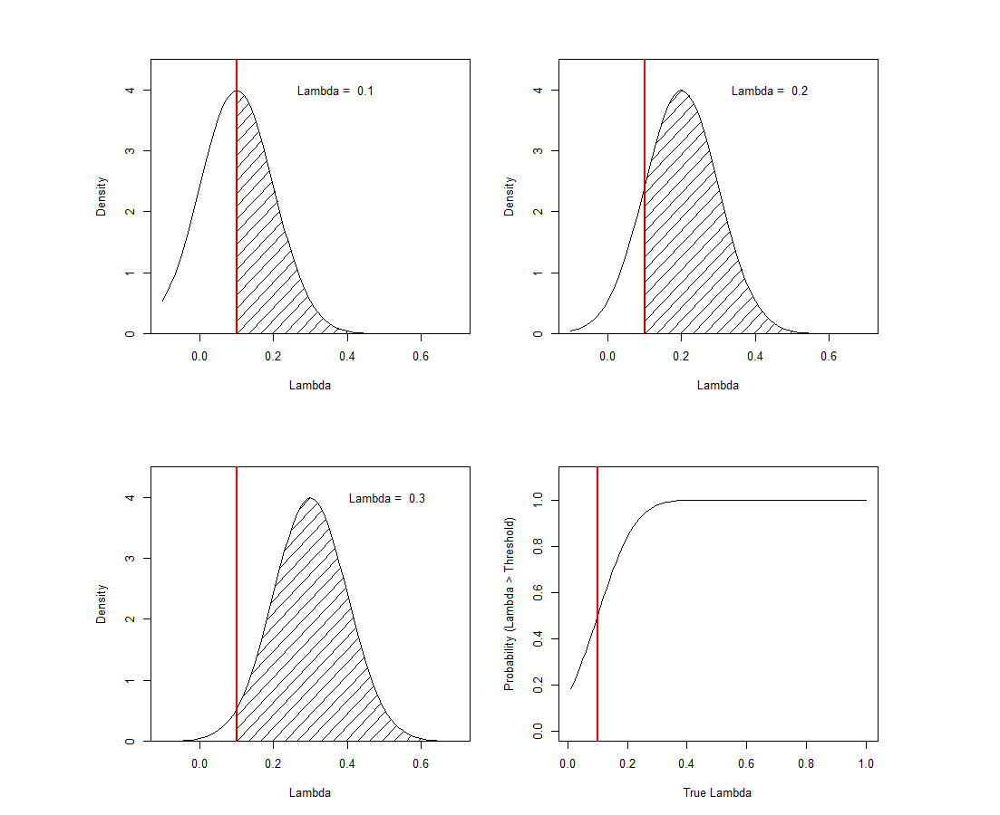 Lambda =  0.1
Density
0 1 2 3 4
0.0 0.2 0.4 0.6
Lambda
Lambda =  0.2
Density
0 1 2 3 4
0.0 0.2 0.4 0.6
Lambda
Lambda =  0.3
Density
0 1 2 3 4
0.0 0.2 0.4 0.6
Lambda
Probability (Lambda > Threshold)
0.0 0.2 0.4 0.6 0.8 1.0
0.0 0.2 0.4 0.6 0.8 1.0
True Lambda